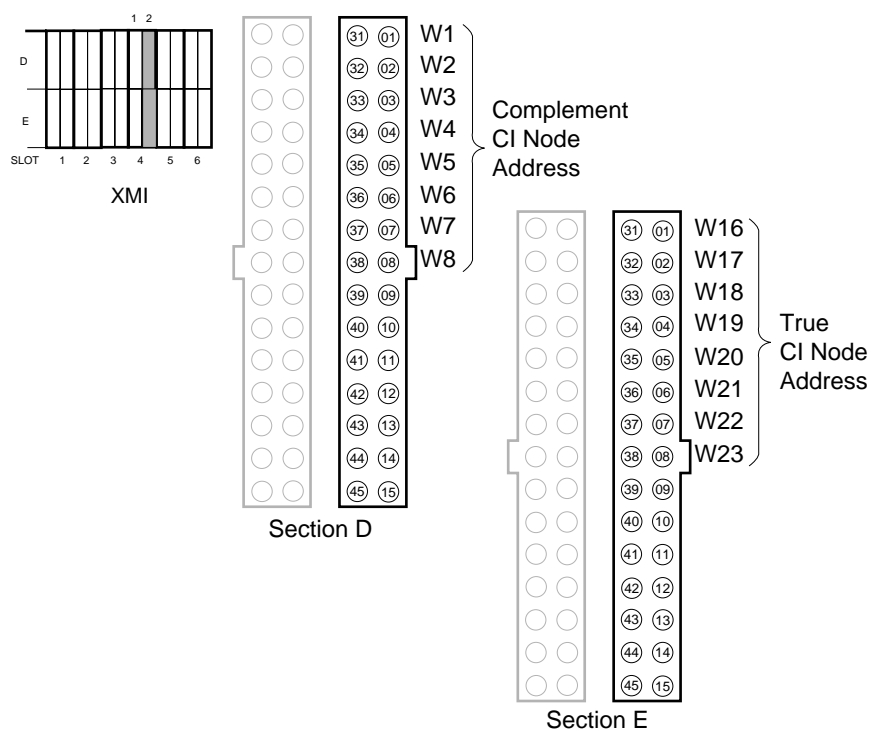 1 2
D
E
SLOT 1 2 3 4 5 6
XMI
31 01 W1
32 02 W2
33 03 W3
34 04 W4
35 05 W5
36 06 W6
37 07 W7
38 08 W8
39 09
40 10
41 11
42 12
43 13
44 14
45 15
Complement
CI Node
Address
Section D
31 01 W16
32 02 W17
33 03 W18
34 04 W19
35 05 W20
36 06 W21
37 07 W22
38 08 W23
39 09
40 10
41 11
42 12
43 13
44 14
45 15
True
CI Node
Address
Section E